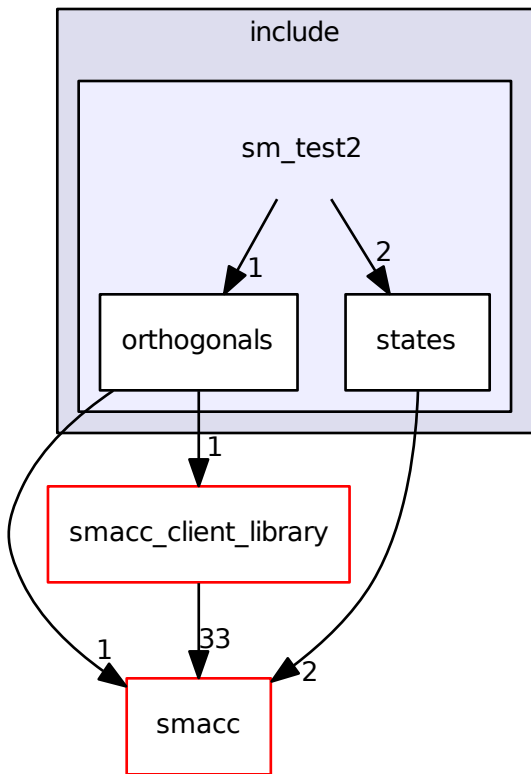 include
sm_test2
1
2
orthogonals
states
1
smacc_client_library
1
33
2
smacc